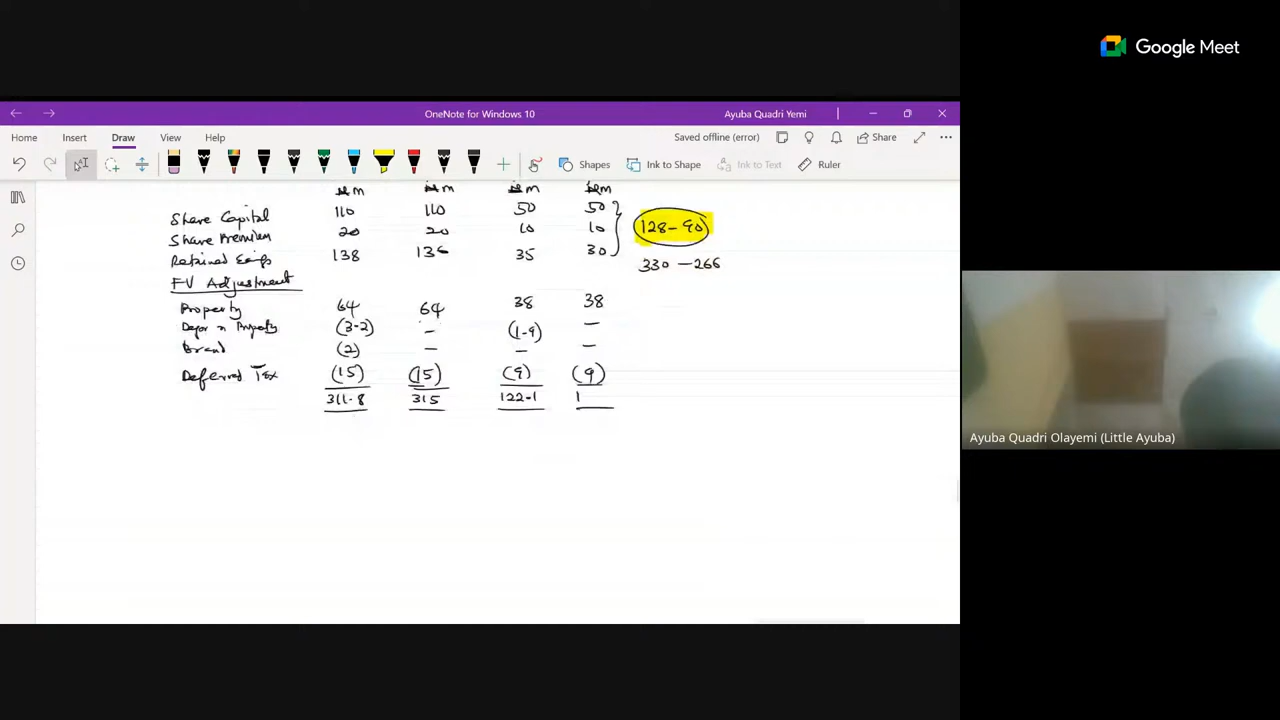 Google Meet
OneNote for Windows 10
Ayuba Quadri Yemi
Home Insert Draw View Help
Saved offline (error)
Share
Shapes
Ink to Shape
Ink to Text
Ruler
₦m ₦m ₦m ₦m
Share Capital 110 110 50 50
Share Premium 20 20 10 10
128-90
Retained Earnings 138 136 35 30
330 - 266
FV Adjustment
Property 64 64 38 38
Depr n Property (3-2) - (1-9) -
Brand (2) - - -
Deferred Tax (15) (15) (9) (9)
311-8 315 122-1 1
Ayuba Quadri Olayemi (Little Ayuba)